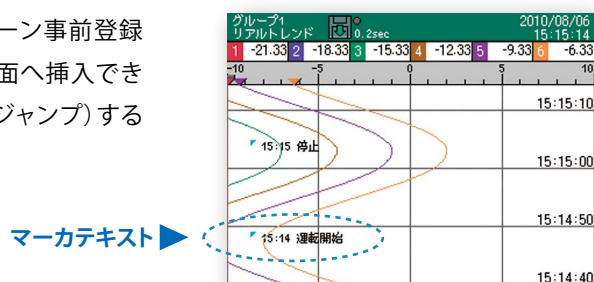 ーン事前登録
面へ挿入でき
ジャンプ)する
マーカテキスト
グループ1
リアルトレンド
0.2sec
2010/08/06
15:15:14
1 -21.33 2 -18.33 3 -15.33 4 -12.33 5 -9.33 6 -6.33
-10 -5 0 5 10
15:15:10
15:15 停止
15:15:00
15:14:50
15:14 運転開始
15:14:40